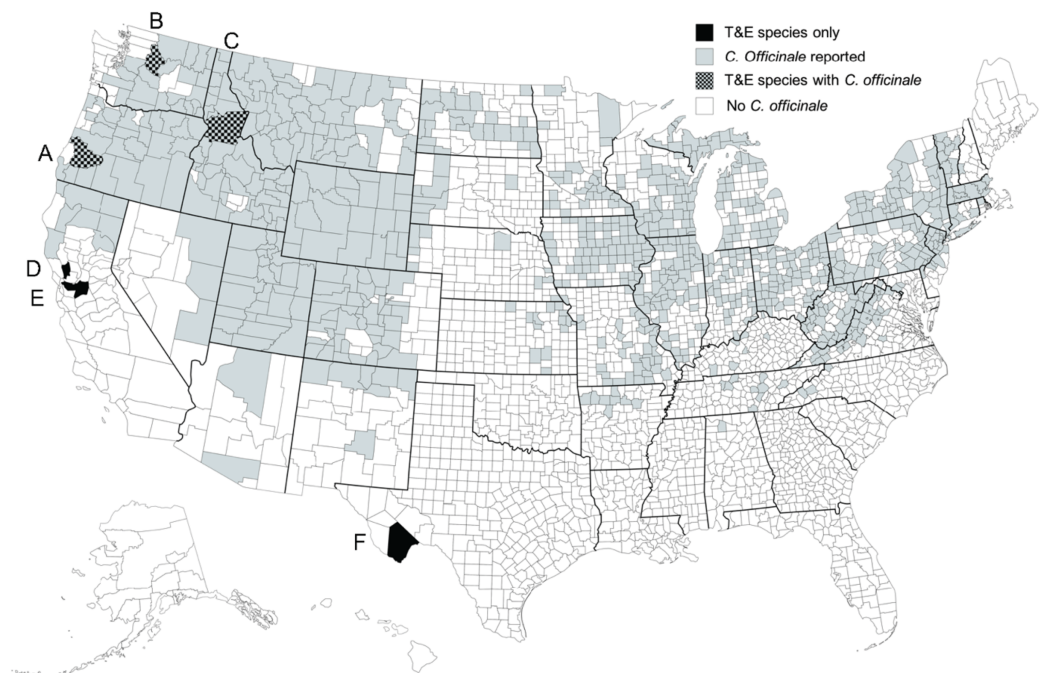 B
C
T&E species only
C. Officinale reported
T&E species with C. officinale
No C. officinale
A
D
E
F